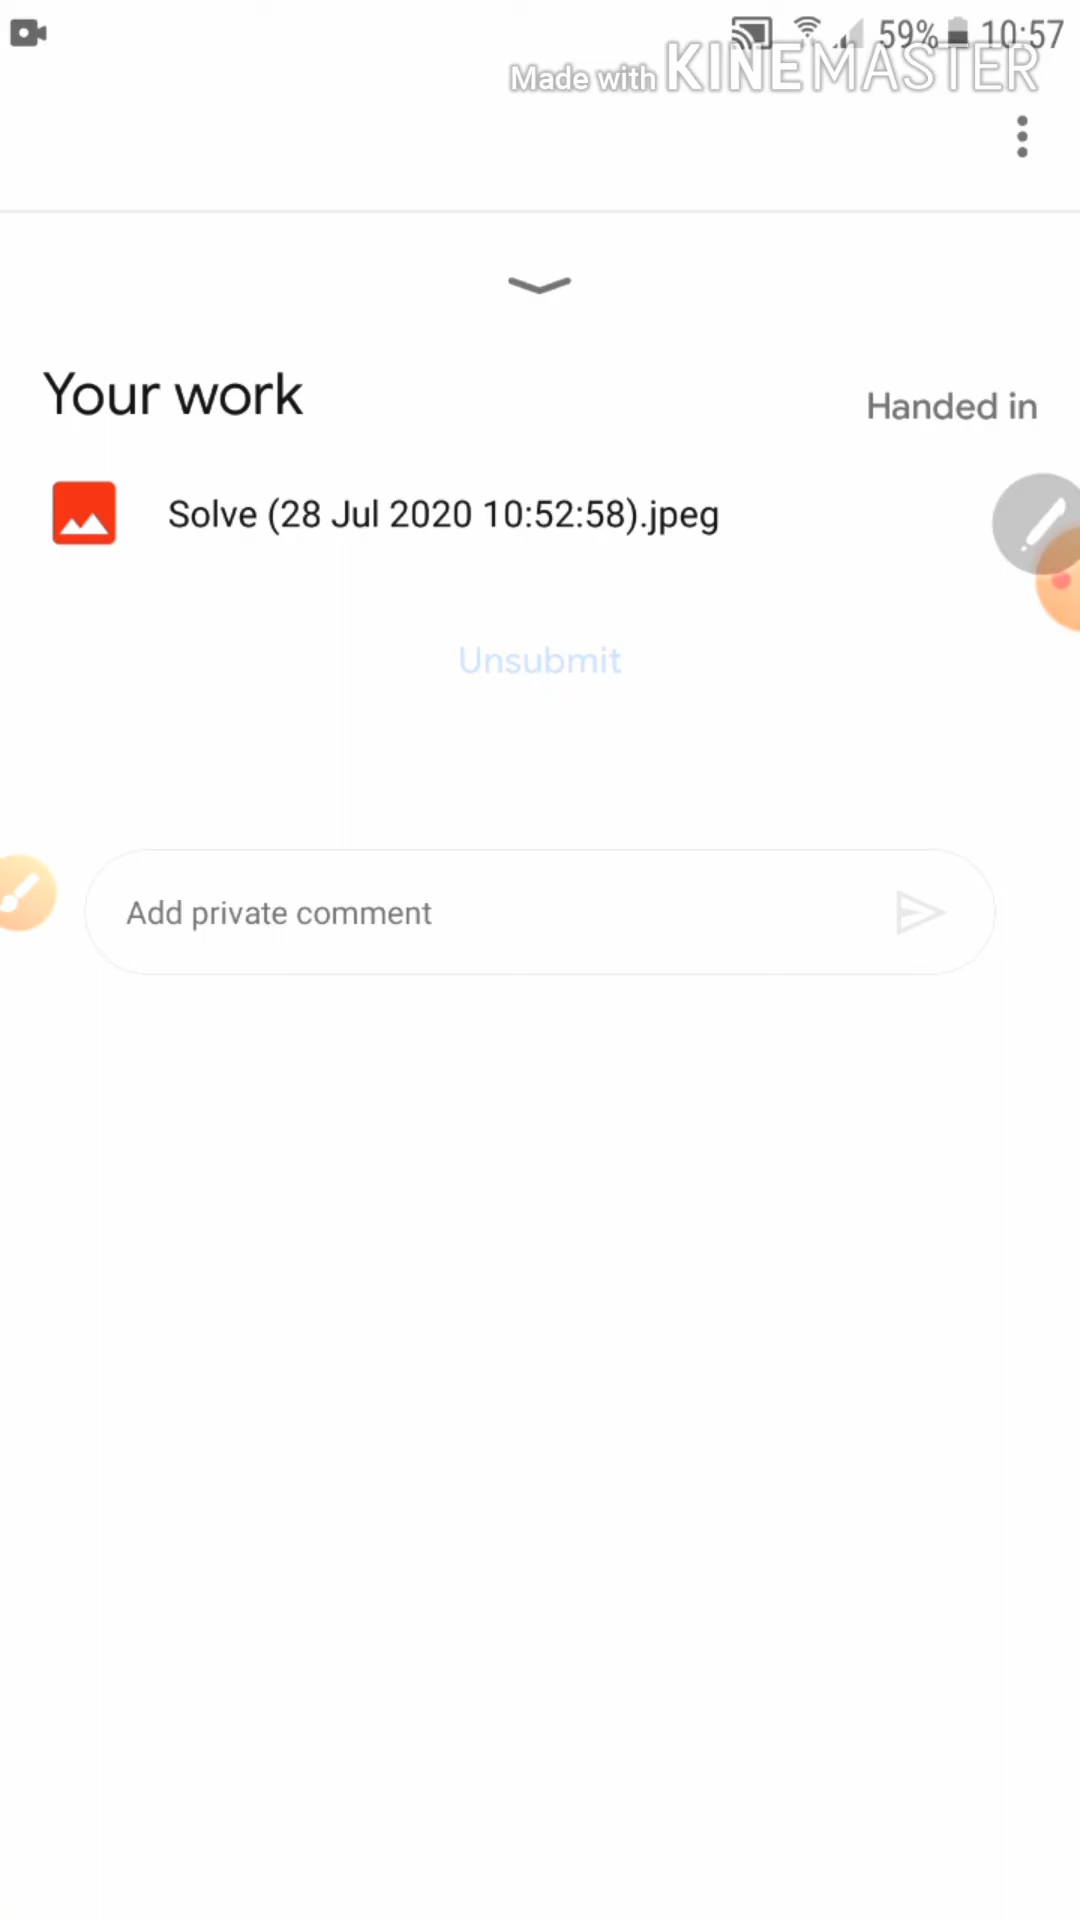 59% 10:57
Made with KINEMASTER
Your work
Handed in
Solve (28 Jul 2020 10:52:58).jpeg
Unsubmit
Add private comment